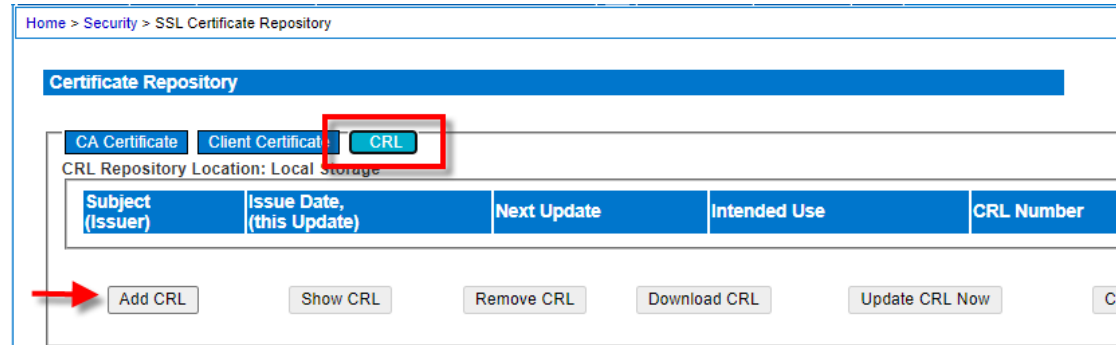 Home > Security > SSL Certificate Repository
Certificate Repository
CA Certificate Client Certificate CRL
CRL Repository Location: Local Storage
Subject (Issuer) Issue Date, (this Update) Next Update Intended Use CRL Number
Add CRL Show CRL Remove CRL Download CRL Update CRL Now